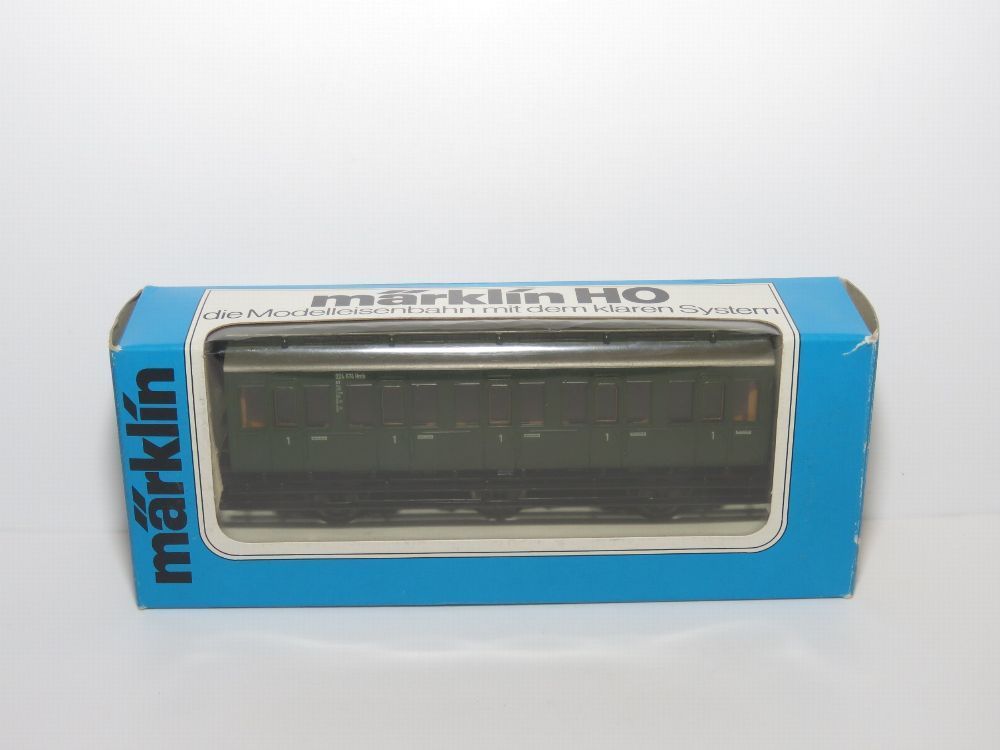 märklin HO
die Modelleisenbahn mit dem klaren System
märklin
1 1 1 1 1